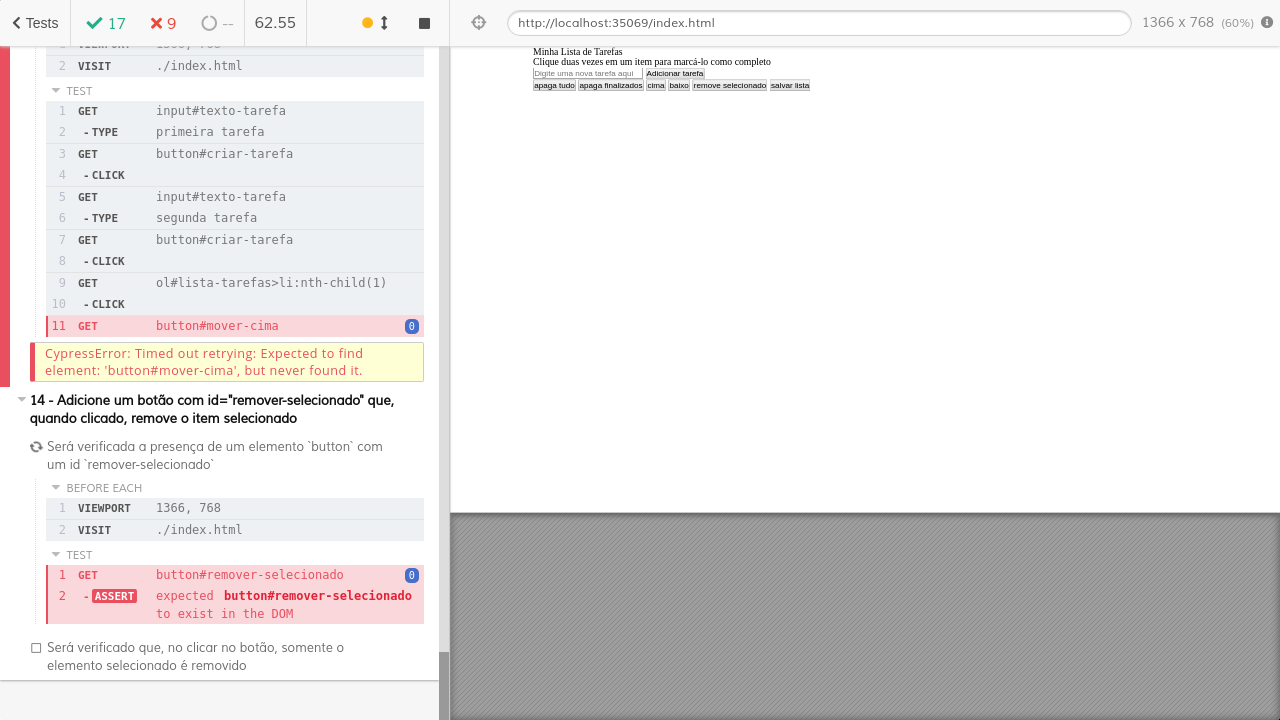 Tests 17 9 -- 62.55
http://localhost:35069/index.html 1366 x 768 (60%)
1 VIEWPORT 1366, 768
2 VISIT ./index.html
TEST
1 GET input#texto-tarefa
2 - TYPE primeira tarefa
3 GET button#criar-tarefa
4 - CLICK
5 GET input#texto-tarefa
6 - TYPE segunda tarefa
7 GET button#criar-tarefa
8 - CLICK
9 GET ol#lista-tarefas>li:nth-child(1)
10 - CLICK
11 GET button#mover-cima 0
CypressError: Timed out retrying: Expected to find
element: 'button#mover-cima', but never found it.
14 - Adicione um botão com id="remover-selecionado" que,
quando clicado, remove o item selecionado
Será verificada a presença de um elemento `button` com
um id `remover-selecionado`
BEFORE EACH
1 VIEWPORT 1366, 768
2 VISIT ./index.html
TEST
1 GET button#remover-selecionado 0
2 - ASSERT expected button#remover-selecionado
to exist in the DOM
Será verificado que, no clicar no botão, somente o
elemento selecionado é removido
Minha Lista de Tarefas
Clique duas vezes em um item para marcá-lo como completo
Digite uma nova tarefa aqui Adicionar tarefa
apaga tudo apaga finalizados cima baixo remove selecionado salvar lista